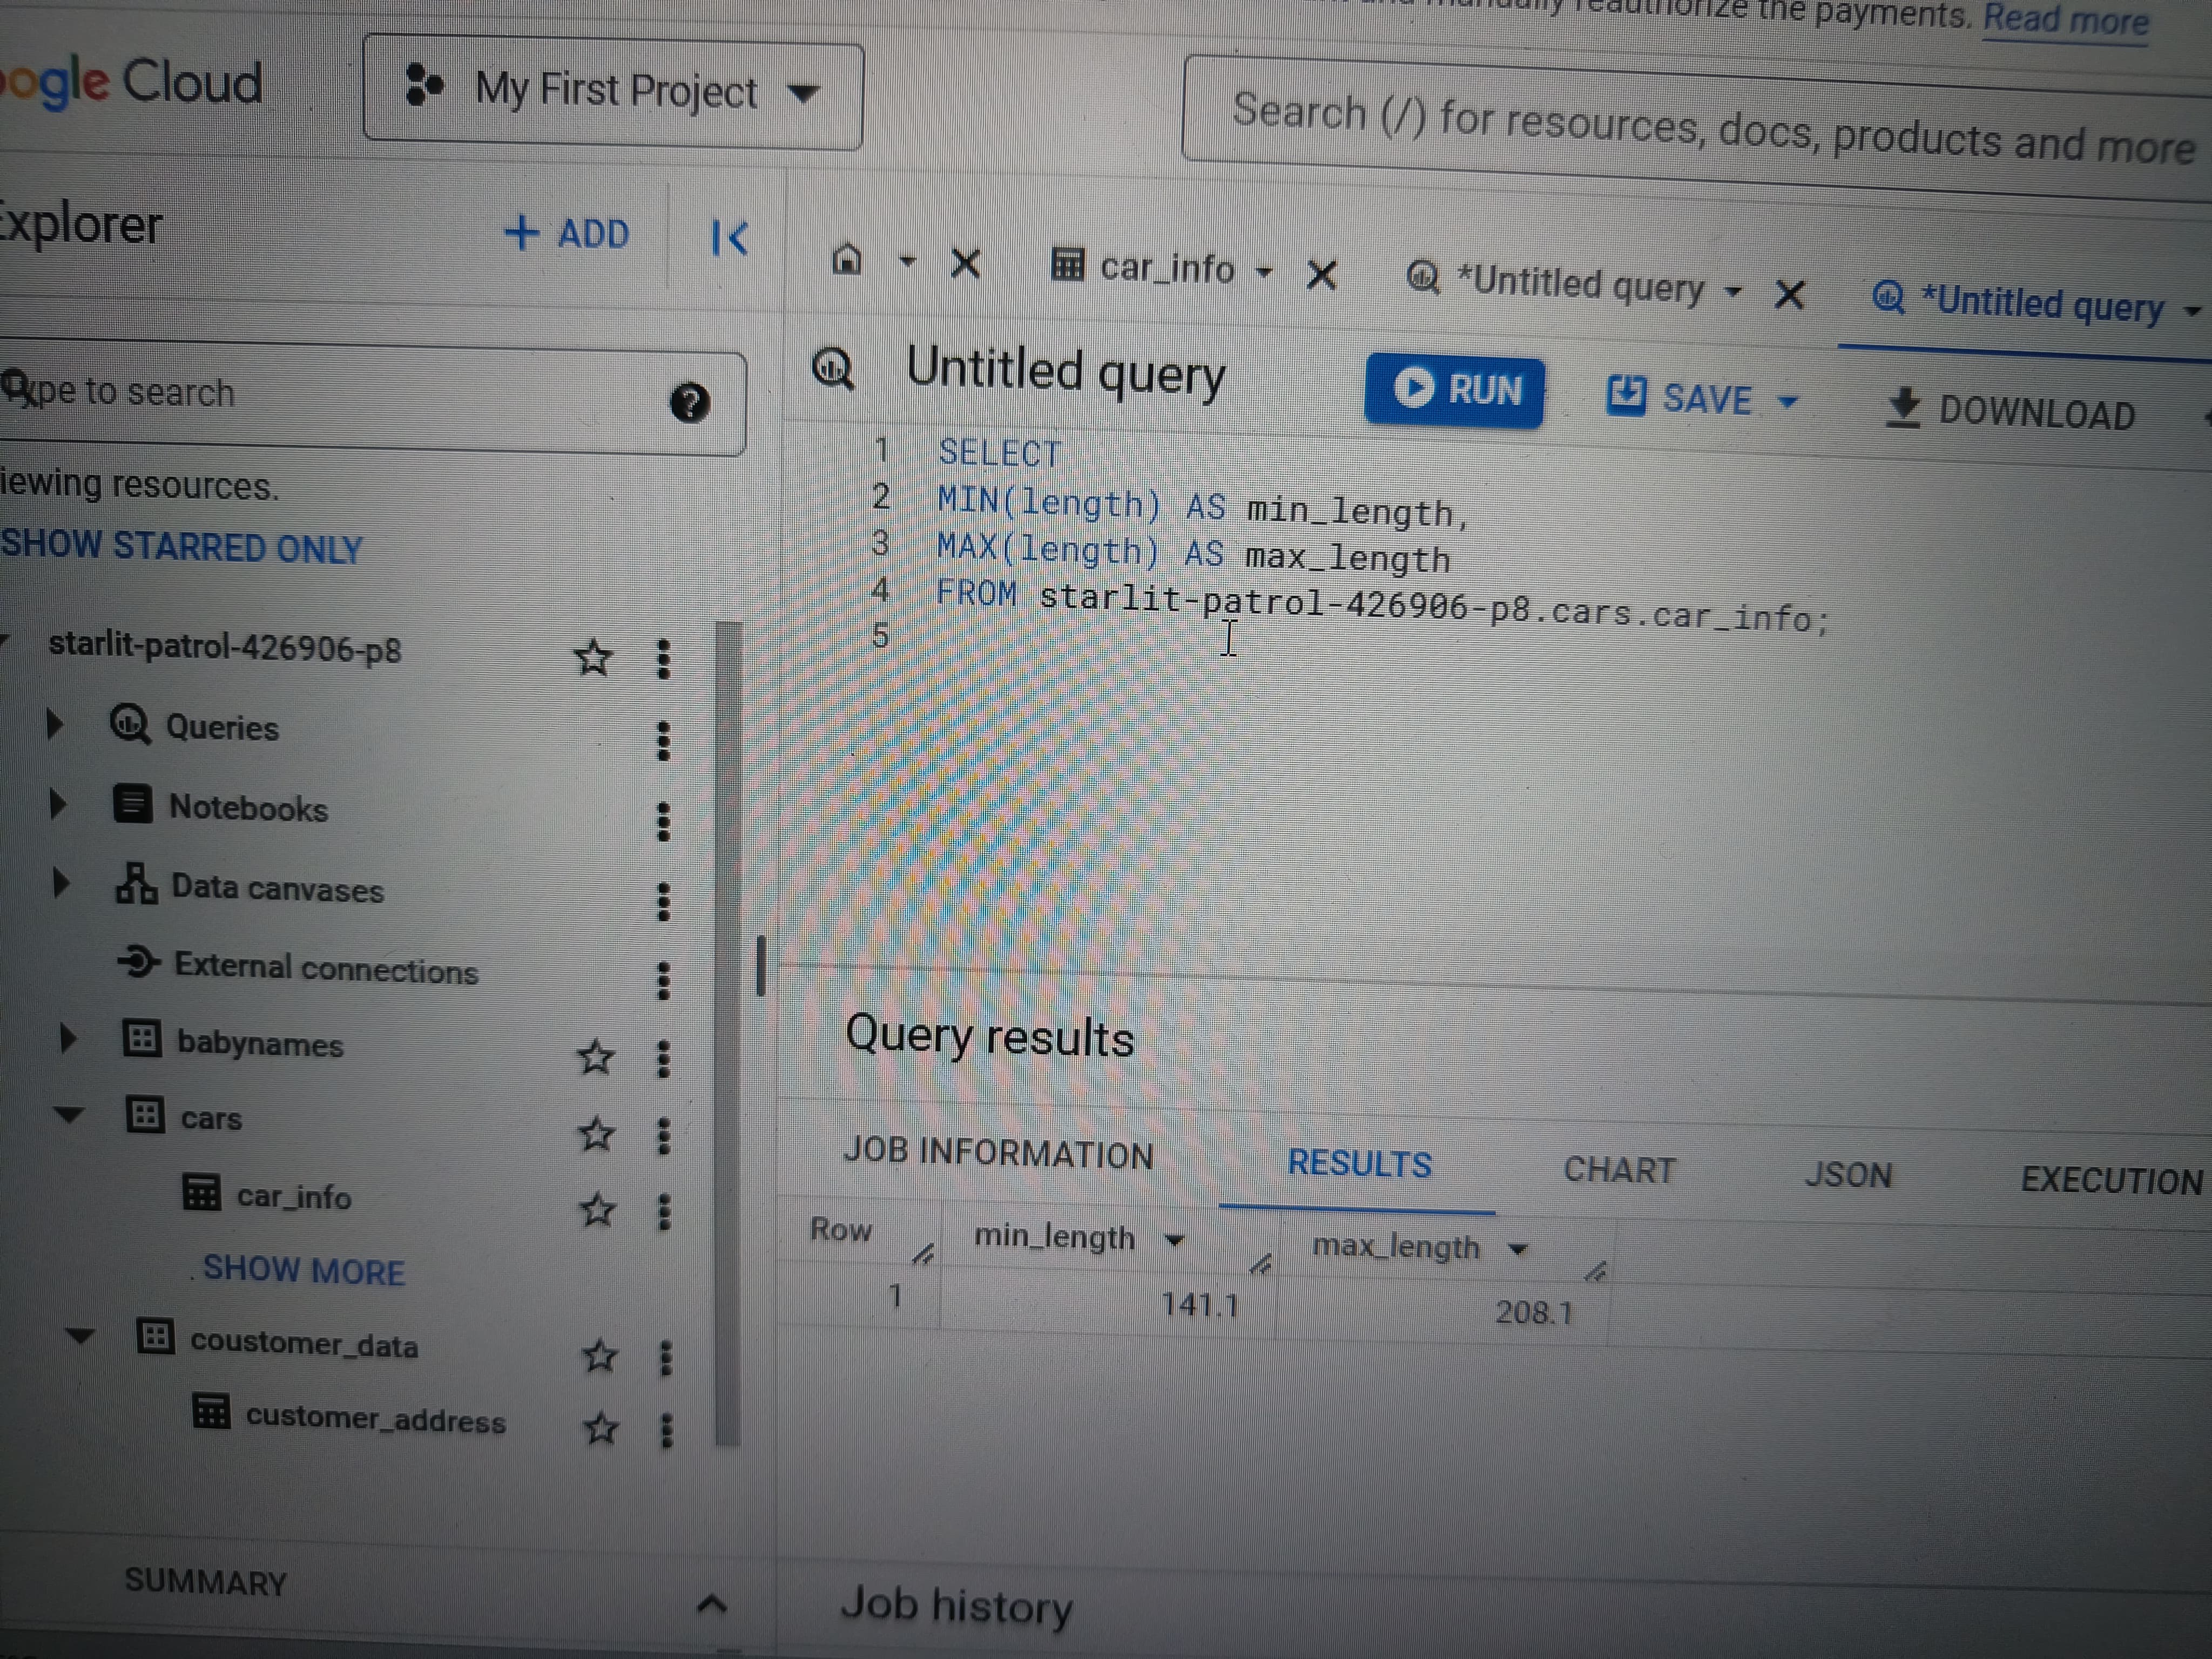 manually reauthorize the payments. Read more
ogle Cloud
My First Project
Search (/) for resources, docs, products and more
Explorer
+ ADD
car_info
*Untitled query
*Untitled query
pe to search
Untitled query
RUN
SAVE
DOWNLOAD
iewing resources.
SHOW STARRED ONLY
1 SELECT
2 MIN(length) AS min_length,
3 MAX(length) AS max_length
4 FROM starlit-patrol-426906-p8.cars.car_info;
5
starlit-patrol-426906-p8
Queries
Notebooks
Data canvases
External connections
babynames
cars
car_info
SHOW MORE
coustomer_data
customer_address
SUMMARY
Query results
JOB INFORMATION
RESULTS
CHART
JSON
EXECUTION
Row min_length max_length
1 141.1 208.1
Job history